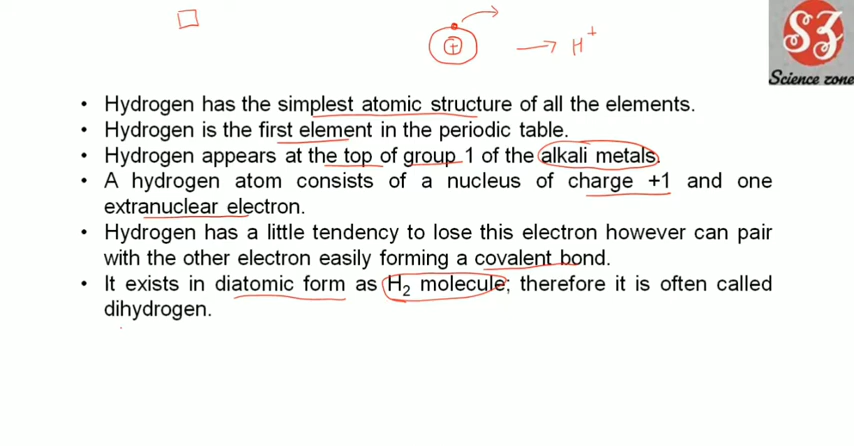 + → H+
SZ
Science zone
• Hydrogen has the simplest atomic structure of all the elements.
• Hydrogen is the first element in the periodic table.
• Hydrogen appears at the top of group 1 of the alkali metals.
• A hydrogen atom consists of a nucleus of charge +1 and one
extranuclear electron.
• Hydrogen has a little tendency to lose this electron however can pair
with the other electron easily forming a covalent bond.
• It exists in diatomic form as H₂ molecule; therefore it is often called
dihydrogen.